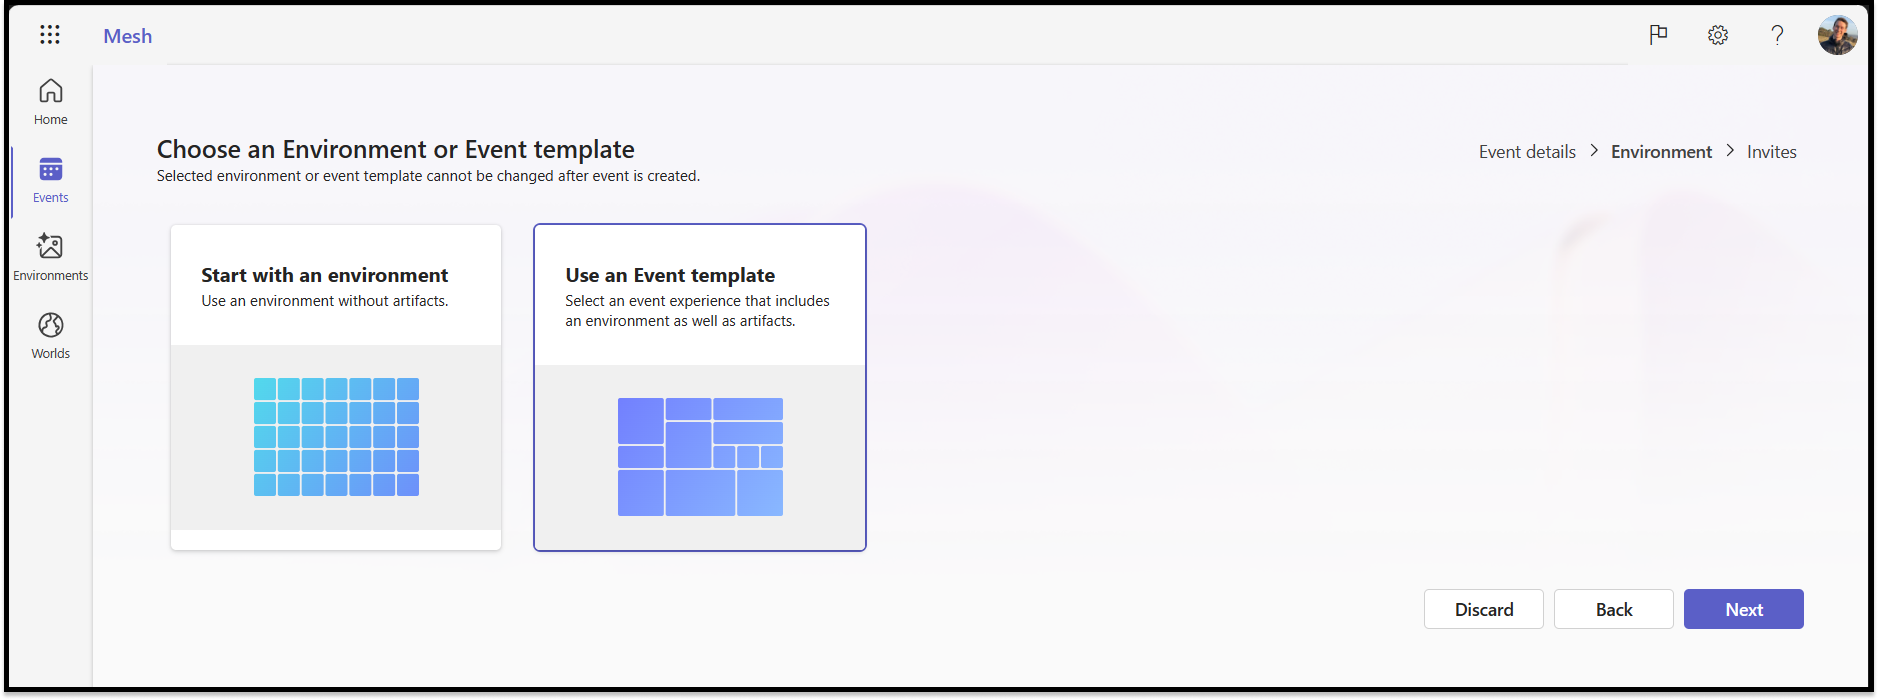 Mesh
Home
Events
Environments
Worlds
Choose an Environment or Event template
Selected environment or event template cannot be changed after event is created.
Event details > Environment > Invites
Start with an environment
Use an environment without artifacts.
Use an Event template
Select an event experience that includes
an environment as well as artifacts.
Discard
Back
Next